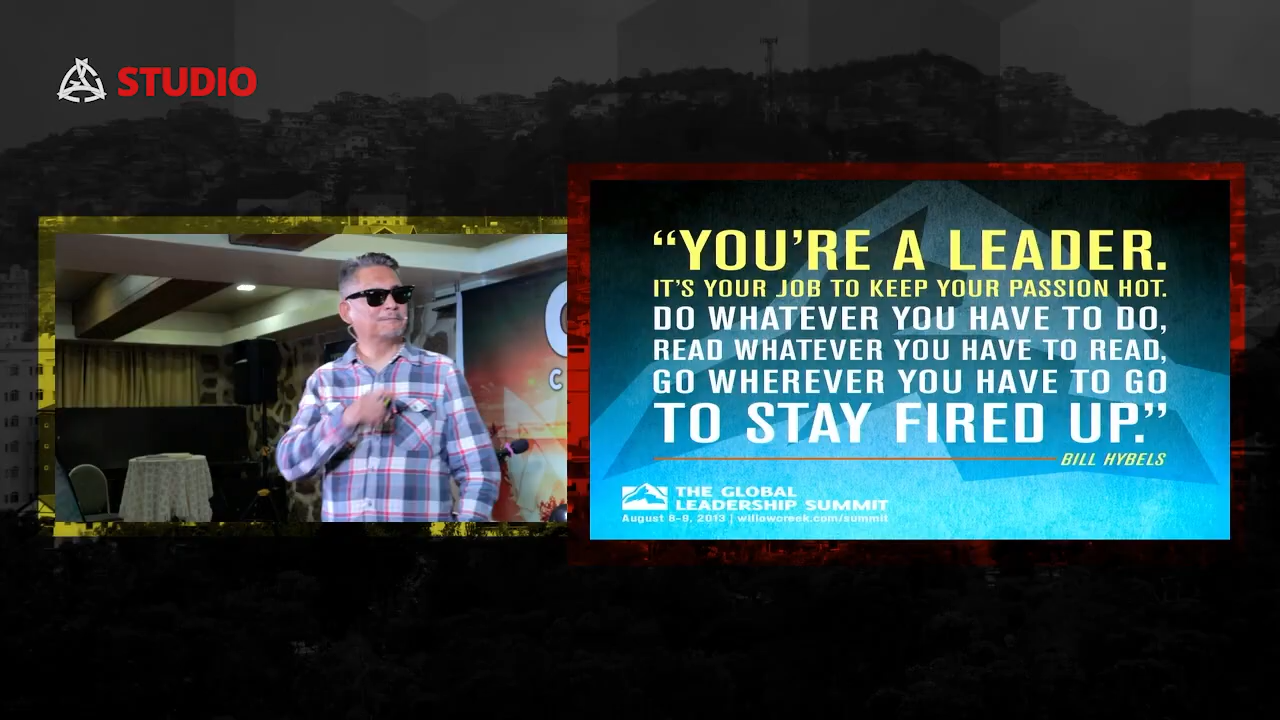 STUDIO
C
C
“YOU’RE A LEADER.
IT’S YOUR JOB TO KEEP YOUR PASSION HOT.
DO WHATEVER YOU HAVE TO DO,
READ WHATEVER YOU HAVE TO READ,
GO WHEREVER YOU HAVE TO GO
TO STAY FIRED UP.”
BILL HYBELS
THE GLOBAL
LEADERSHIP SUMMIT
August 8-9, 2013 | willowcreek.com/summit